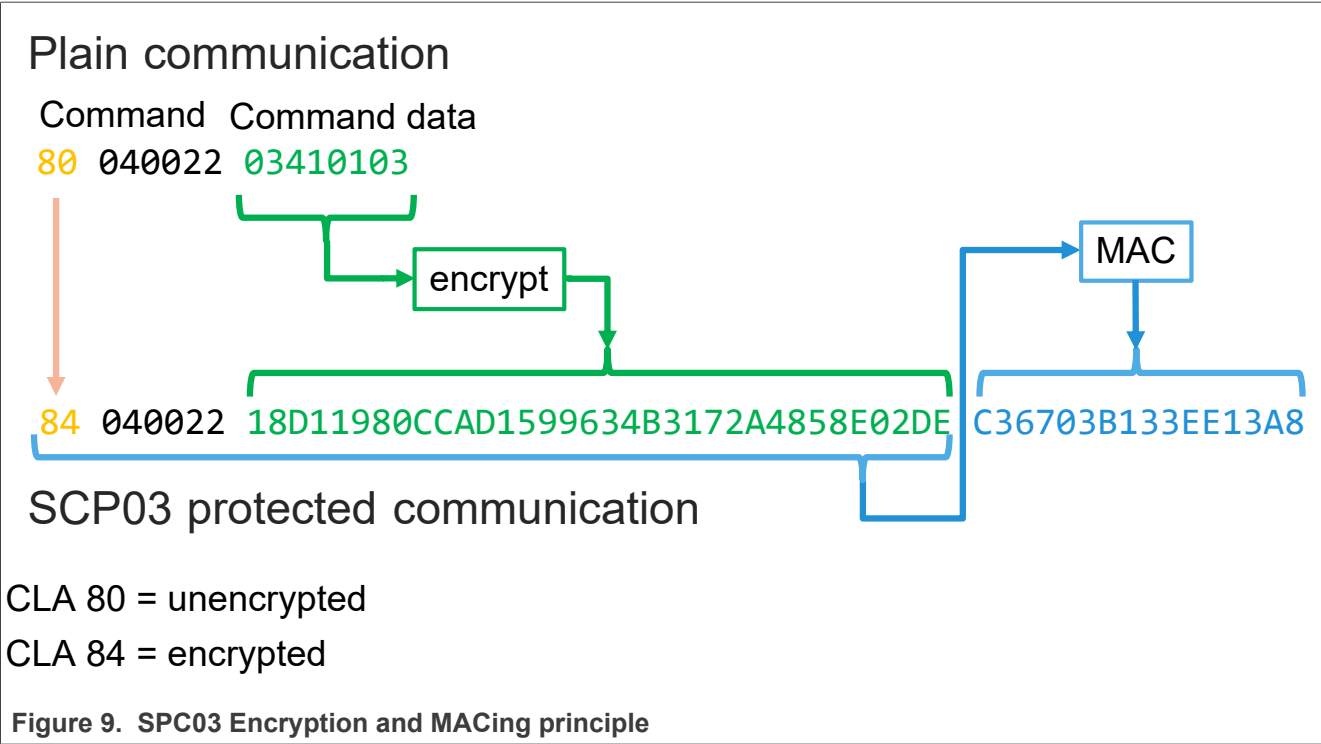 Plain communication
Command Command data
80 040022 03410103
encrypt
MAC
84 040022 18D11980CCAD1599634B3172A4858E02DE C36703B133EE13A8
SCP03 protected communication
CLA 80 = unencrypted
CLA 84 = encrypted
Figure 9. SPC03 Encryption and MACing principle